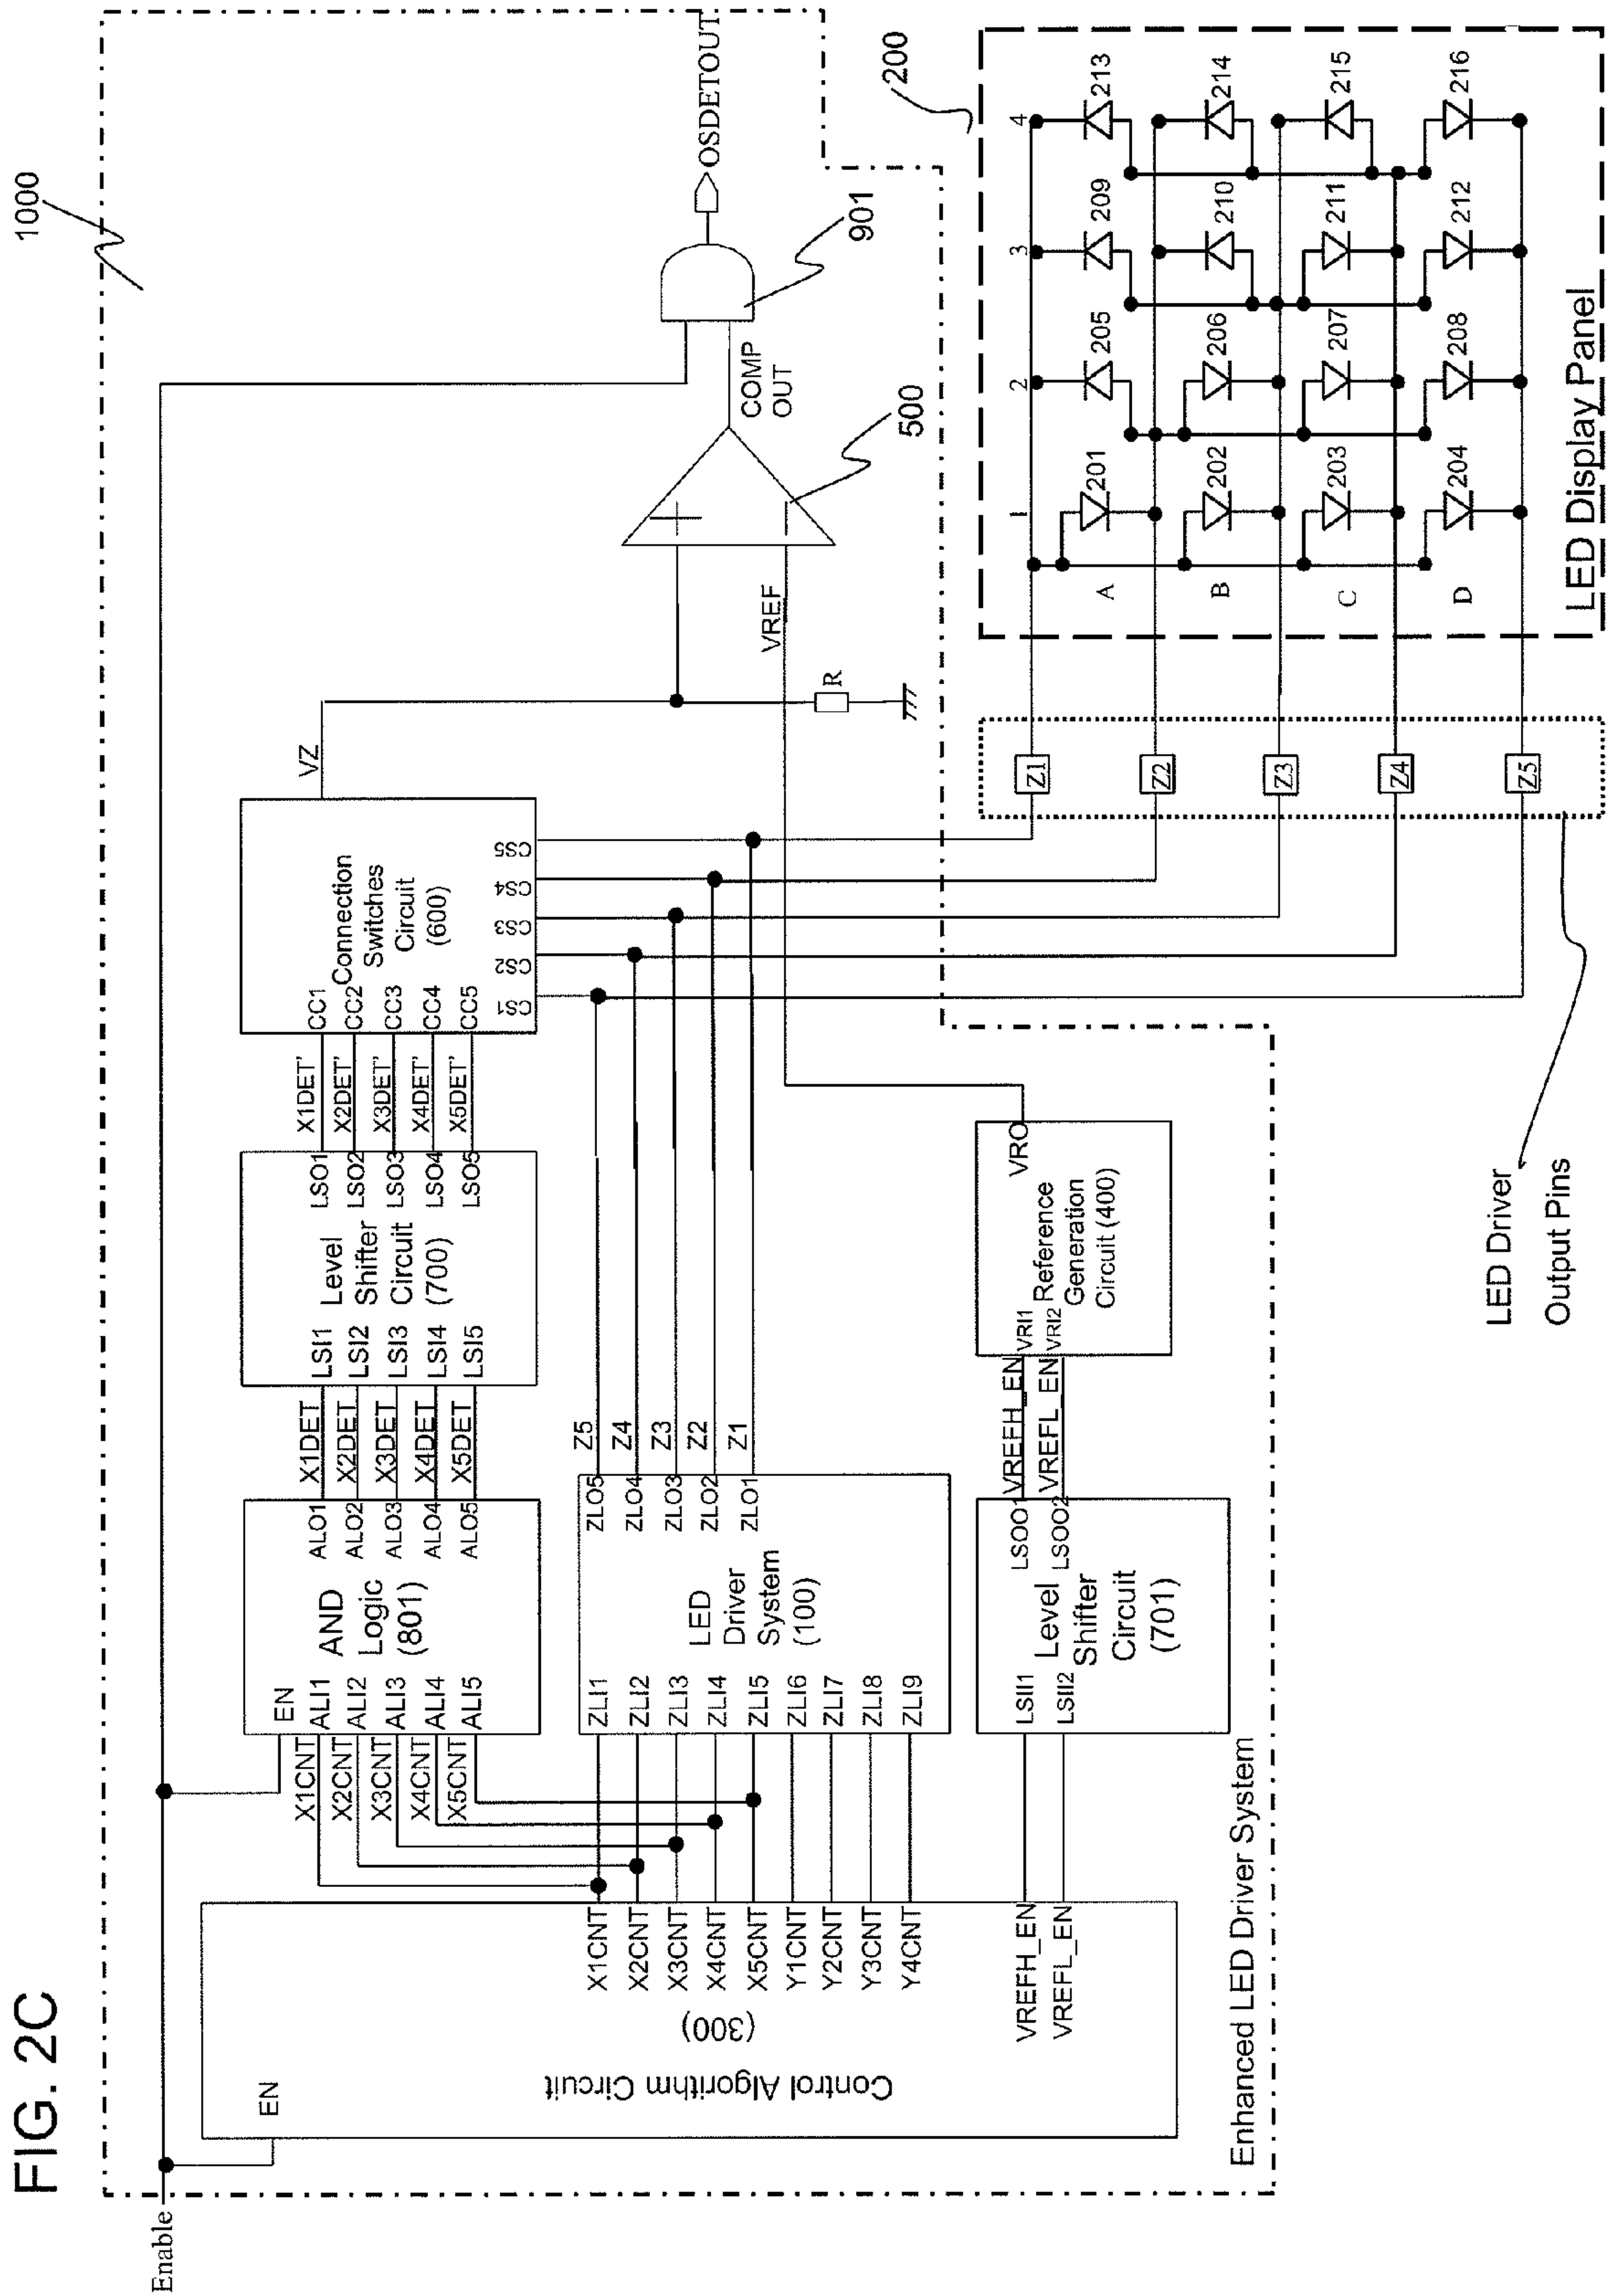 FIG. 2C
1000
Enable
EN
Control Algorithm Circuit
(300)
X1CNT
X2CNT
X3CNT
X4CNT
X5CNT
Y1CNT
Y2CNT
Y3CNT
Y4CNT
VREFH_EN
VREFL_EN
X1CNT
X2CNT
X3CNT
X4CNT
X5CNT
EN
ALI1
ALI2
ALI3
ALI4
ALI5
AND
Logic
(801)
ALO1
ALO2
ALO3
ALO4
ALO5
X1DET
X2DET
X3DET
X4DET
X5DET
LSI1
LSI2
LSI3
LSI4
LSI5
Level
Shifter
Circuit
(700)
LSO1
LSO2
LSO3
LSO4
LSO5
X1DET'
X2DET'
X3DET'
X4DET'
X5DET'
CC1
CC2
CC3
CC4
CC5
Connection
Switches
Circuit
(600)
CS1
CS2
CS3
CS4
CS5
VZ
R
VREF
500
COMP
OUT
901
OSDETOUT
ZLI1
ZLI2
ZLI3
ZLI4
ZLI5
ZLI6
ZLI7
ZLI8
ZLI9
LED
Driver
System
(100)
ZLO5
ZLO4
ZLO3
ZLO2
ZLO1
Z5
Z4
Z3
Z2
Z1
LSII1
LSII2
Level
Shifter
Circuit
(701)
LSOO1
LSOO2
VREFH_EN
VREFL_EN
VRI1
VRI2
Reference
Generation
Circuit (400)
VRO
Enhanced LED Driver System
LED Driver
Output Pins
Z1
Z2
Z3
Z4
Z5
200
1
2
3
4
A
201
205
209
213
B
202
206
210
214
C
203
207
211
215
D
204
208
212
216
LED Display Panel